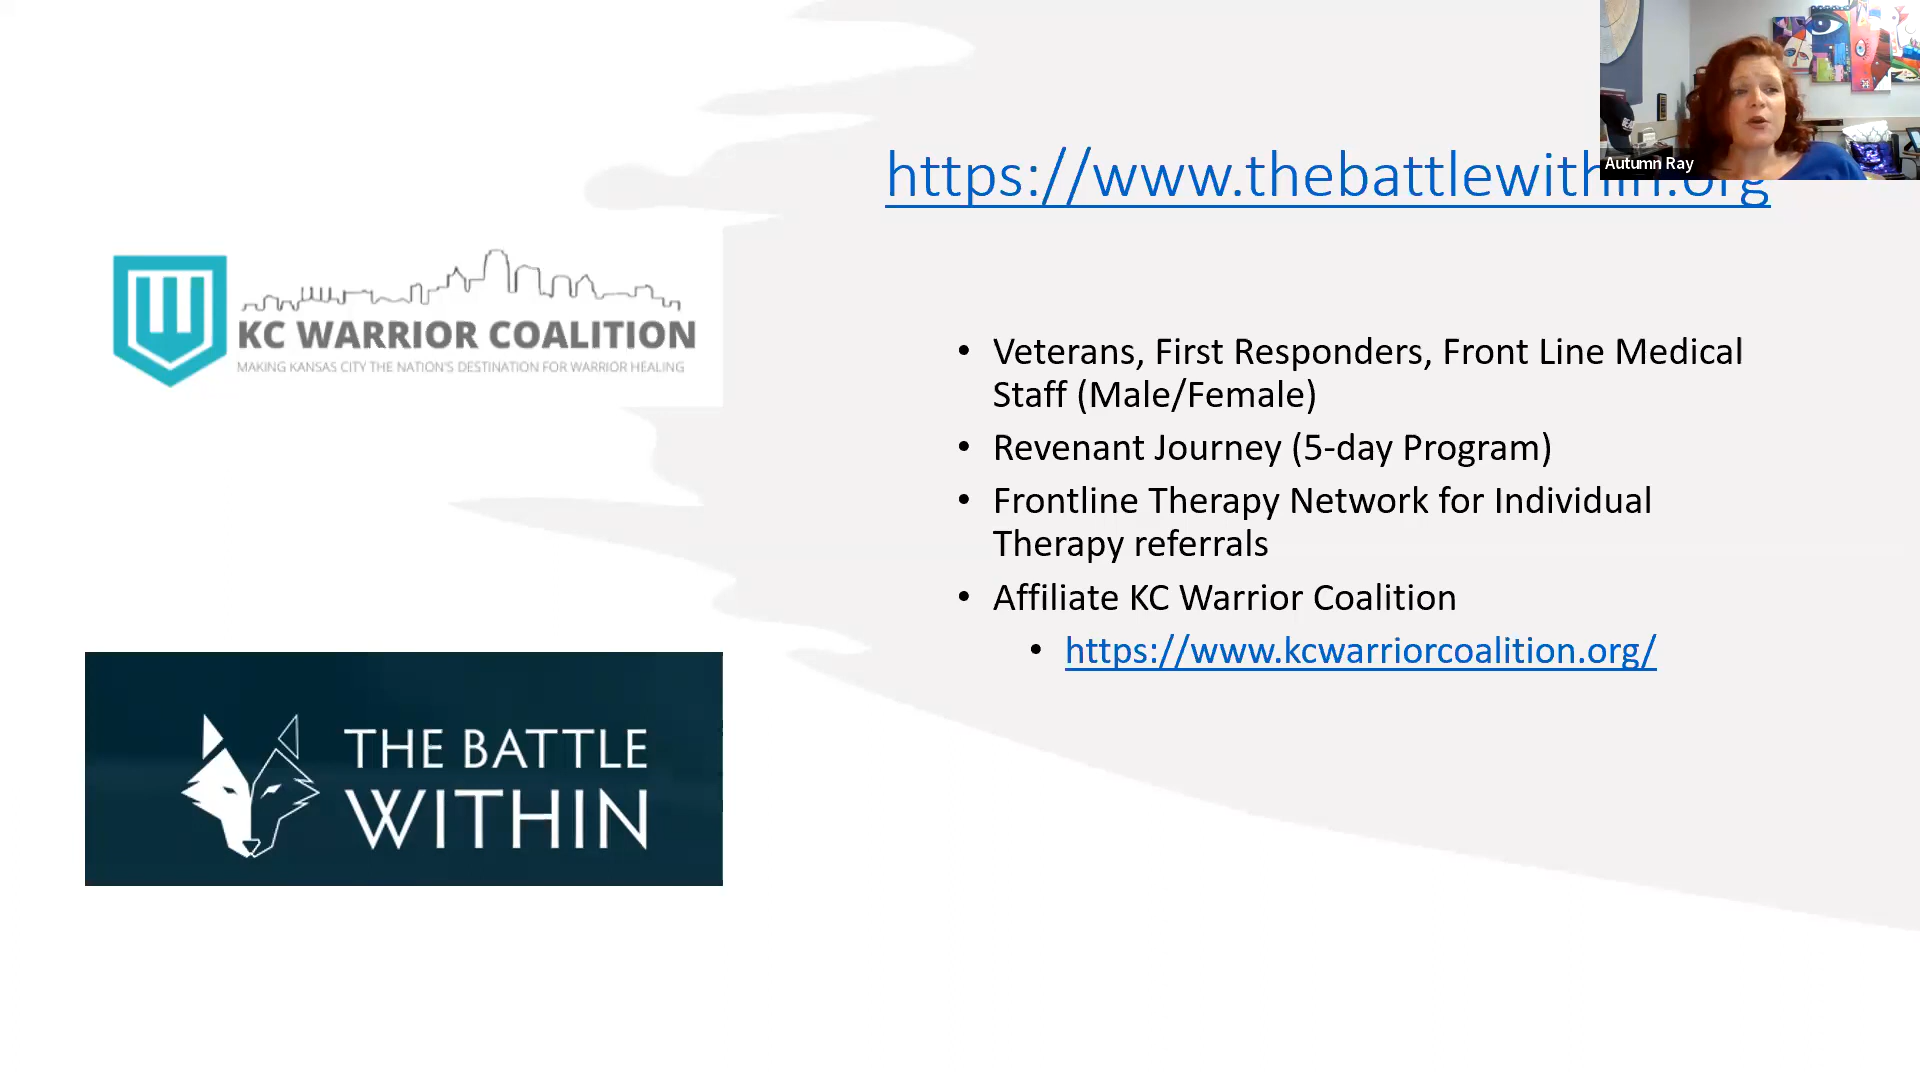 https://www.thebattlewithin.org
Autumn Ray
KC WARRIOR COALITION
MAKING KANSAS CITY THE NATION'S DESTINATION FOR WARRIOR HEALING
• Veterans, First Responders, Front Line Medical
Staff (Male/Female)
• Revenant Journey (5-day Program)
• Frontline Therapy Network for Individual
Therapy referrals
• Affiliate KC Warrior Coalition
• https://www.kcwarriorcoalition.org/
THE BATTLE
WITHIN